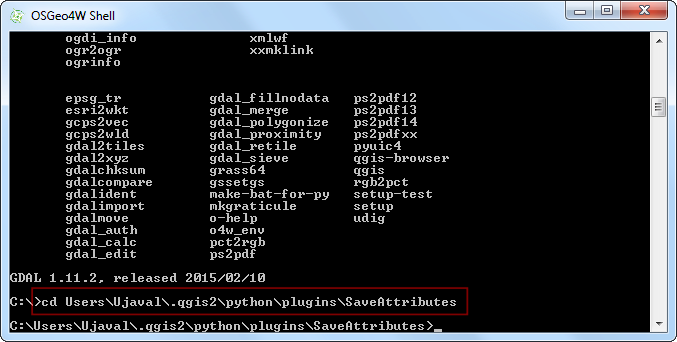 OSGeo4W Shell
ogdi_info xmlwf
ogr2ogr xxmklink
ogrinfo
epsg_tr gdal_fillnodata ps2pdf12
esri2wkt gdal_merge ps2pdf13
gcps2vec gdal_polygonize ps2pdf14
gcps2wld gdal_proximity ps2pdfxx
gdal2tiles gdal_retile pyuic4
gdal2xyz gdal_sieve qgis-browser
gdalchksum grass64 qgis
gdalcompare gssetgs rgb2pct
gdalident make-bat-for-py setup-test
gdalimport mkgraticule setup
gdalmove o-help udig
gdal_auth o4w_env
gdal_calc pct2rgb
gdal_edit ps2pdf
GDAL 1.11.2, released 2015/02/10
C:\>cd Users\Ujaval\.qgis2\python\plugins\SaveAttributes
C:\Users\Ujaval\.qgis2\python\plugins\SaveAttributes>_